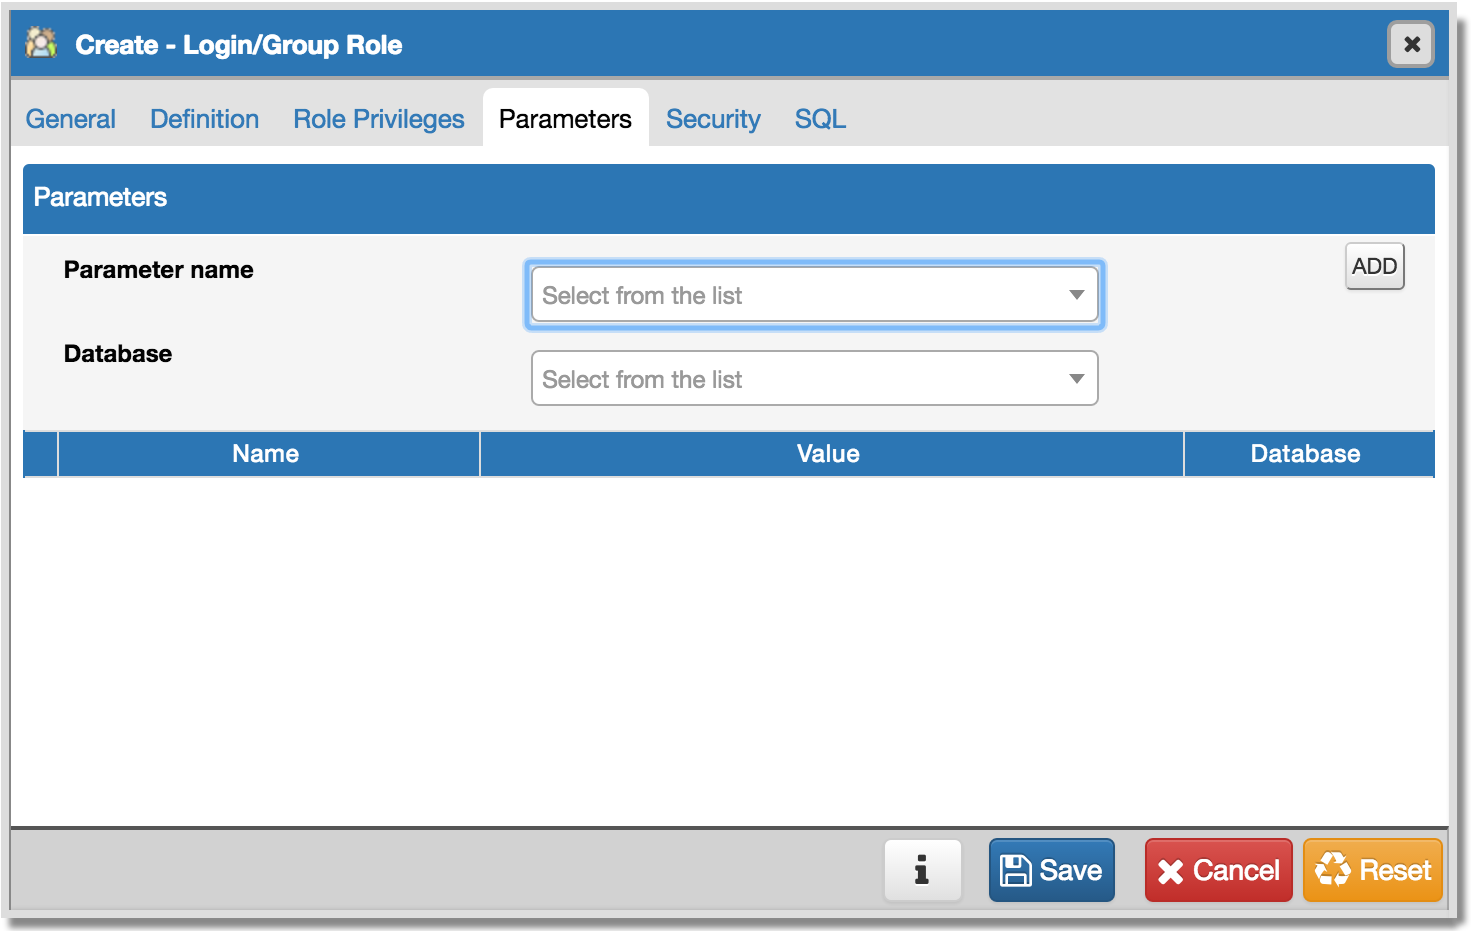 Create - Login/Group Role
General Definition Role Privileges Parameters Security SQL
Parameters
Parameter name
Select from the list
ADD
Database
Select from the list
Name Value Database
Save Cancel Reset